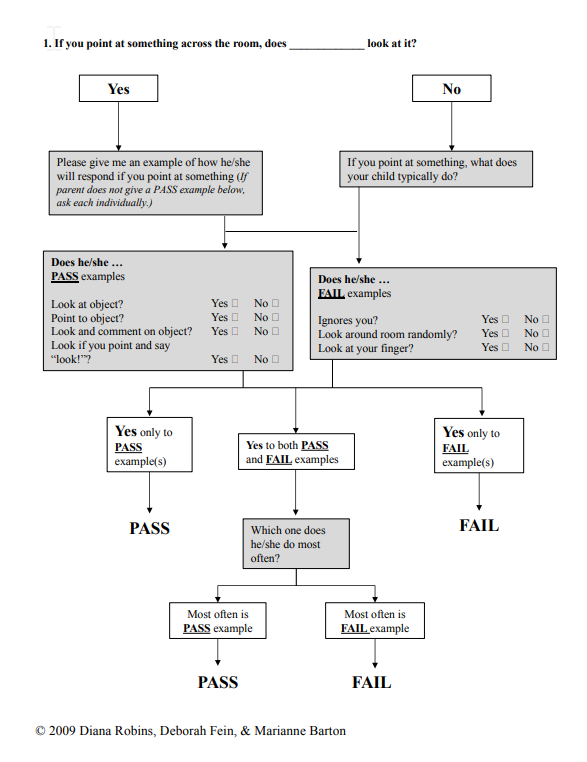 1. If you point at something across the room, does _____________ look at it?
Yes
No
Please give me an example of how he/she
will respond if you point at something (If
parent does not give a PASS example below,
ask each individually.)
If you point at something, what does
your child typically do?
Does he/she …
PASS examples
Look at object? Yes □ No □
Point to object? Yes □ No □
Look and comment on object? Yes □ No □
Look if you point and say
“look!”? Yes □ No □
Does he/she …
FAIL examples
Ignores you? Yes □ No □
Look around room randomly? Yes □ No □
Look at your finger? Yes □ No □
Yes only to
PASS
example(s)
Yes to both PASS
and FAIL examples
Yes only to
FAIL
example(s)
PASS
FAIL
Which one does
he/she do most
often?
Most often is
PASS example
Most often is
FAIL example
PASS
FAIL
© 2009 Diana Robins, Deborah Fein, & Marianne Barton